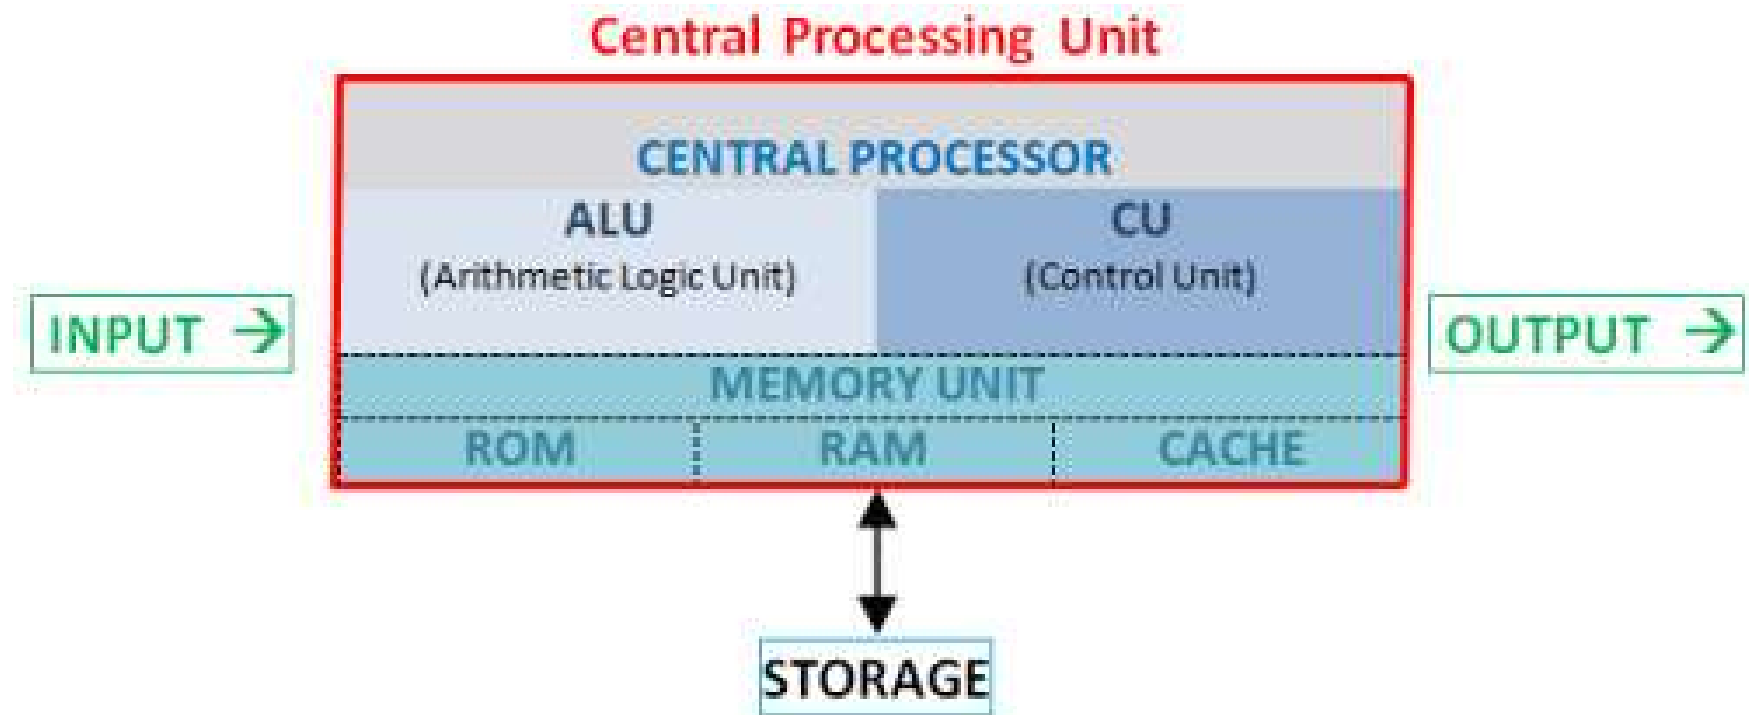 Central Processing Unit
CENTRAL PROCESSOR
ALU
(Arithmetic Logic Unit)
CU
(Control Unit)
INPUT →
OUTPUT →
MEMORY UNIT
ROM
RAM
CACHE
STORAGE